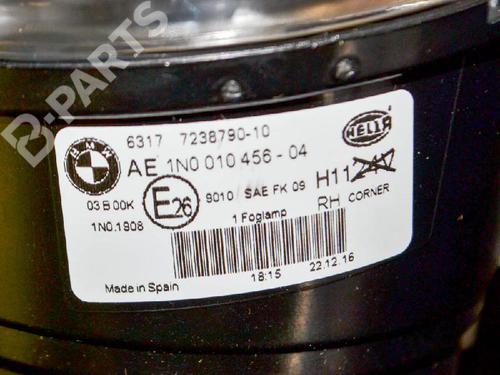 B-PARTS
BMW
6317 7238790-10
HELLA
AE 1N0 010 456 - 04
03 B 00K
E26
9010 / SAE FK 09
H11
1N0.1908
1 Foglamp
RH CORNER
Made in Spain
18:15 22.12.16